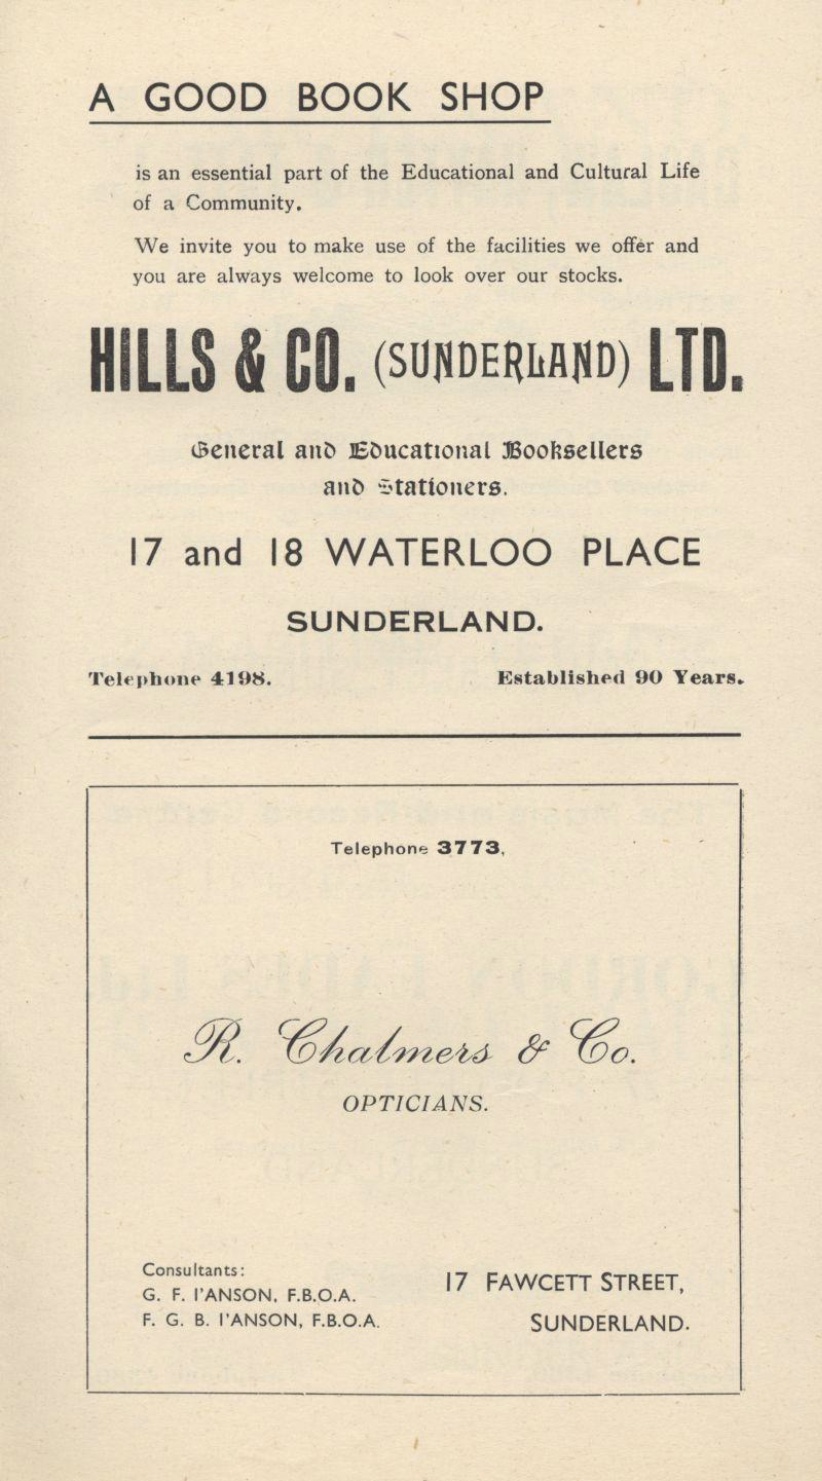 A GOOD BOOK SHOP
is an essential part of the Educational and Cultural Life
of a Community.
We invite you to make use of the facilities we offer and
you are always welcome to look over our stocks.
HILLS & CO. (SUNDERLAND) LTD.
General and Educational Booksellers
and Stationers.
17 and 18 WATERLOO PLACE
SUNDERLAND.
Telephone 4198. Established 90 Years.
Telephone 3773.
R. Chalmers & Co.
OPTICIANS.
Consultants:
G. F. I'ANSON, F.B.O.A.
F. G. B. I'ANSON, F.B.O.A.
17 FAWCETT STREET,
SUNDERLAND.